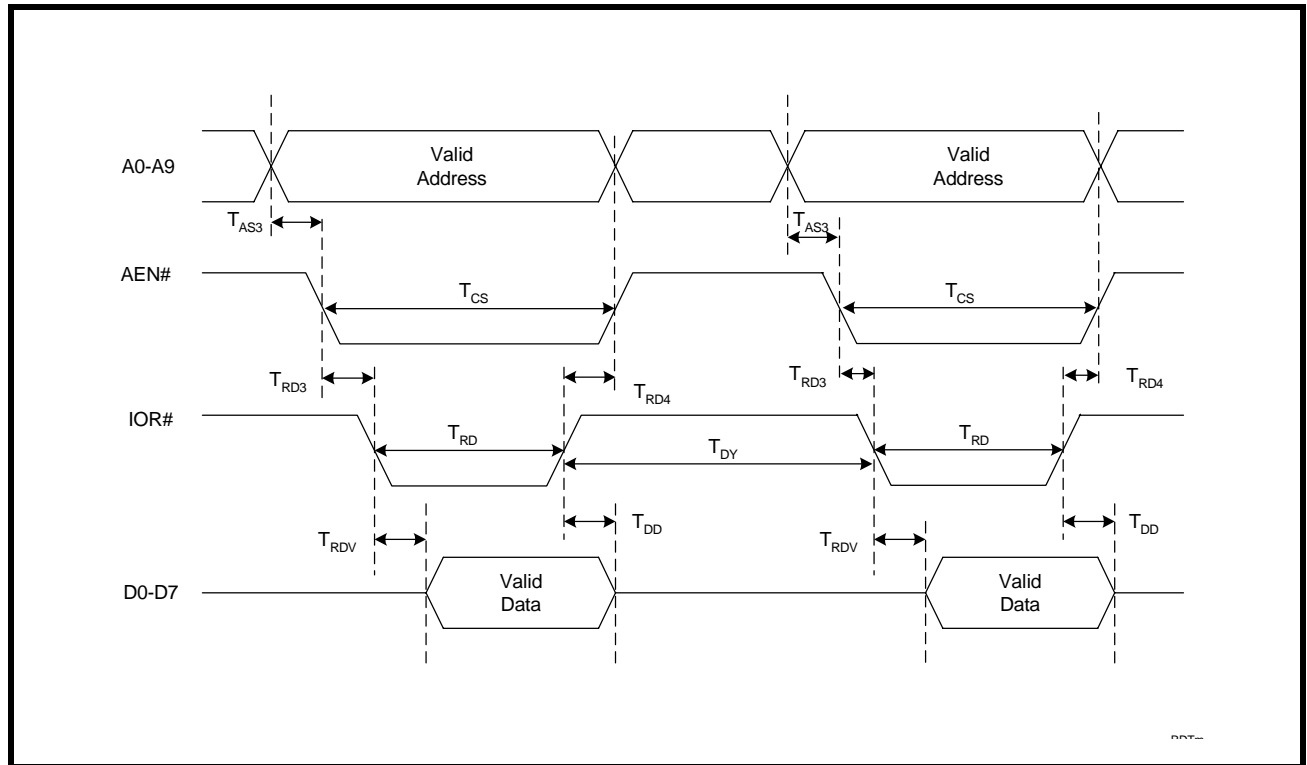 A0-A9
Valid
Address
Valid
Address
TAS3
TAS3
AEN#
TCS
TCS
TRD3
TRD4
TRD3
TRD4
IOR#
TRD
TDY
TRD
TRDV
TDD
TRDV
TDD
D0-D7
Valid
Data
Valid
Data